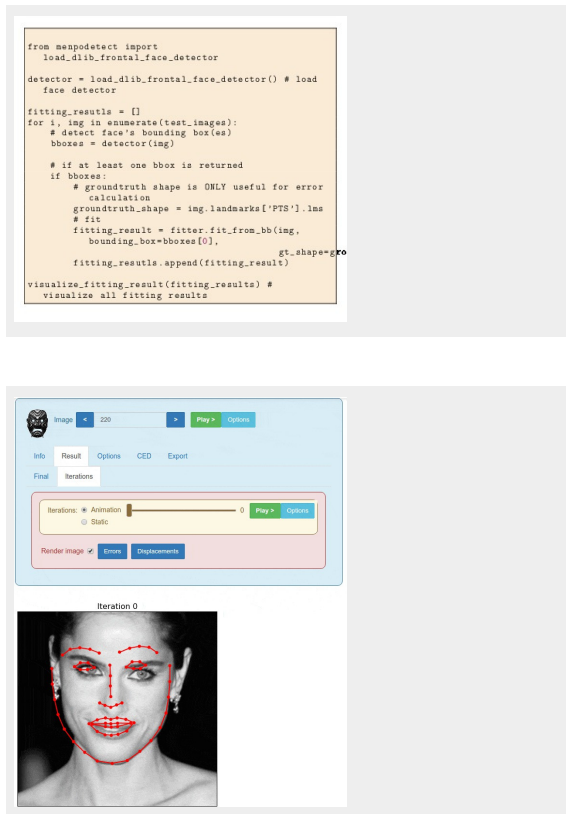 from menpodetect import
load_dlib_frontal_face_detector
detector = load_dlib_frontal_face_detector() # load
face detector
fitting_resutls = []
for i, img in enumerate(test_images):
# detect face's bounding box(es)
bboxes = detector(img)
# if at least one bbox is returned
if bboxes:
# groundtruth shape is ONLY useful for error
calculation
groundtruth_shape = img.landmarks['PTS'].lms
# fit
fitting_result = fitter.fit_from_bb(img,
bounding_box=bboxes[0],
gt_shape=gro
fitting_resutls.append(fitting_result)
visualize_fitting_result(fitting_results) #
visualize all fitting results
Image < 220 > Play > Options
Info Result Options CED Export
Final Iterations
Iterations: Animation 0 Play > Options
Static
Render image Errors Displacements
Iteration 0